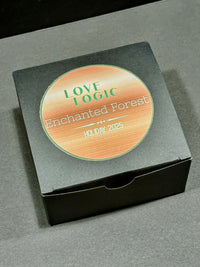 LOVE
LOGIC
Enchanted Forest
HOLIDAY 2025